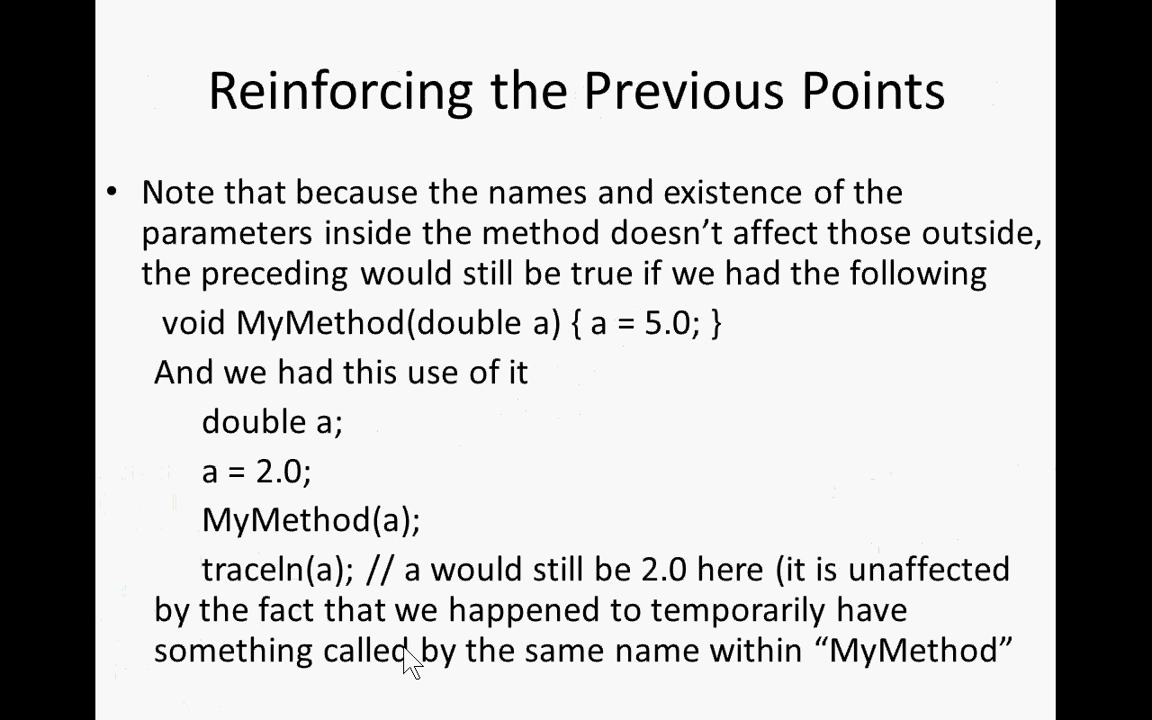 Reinforcing the Previous Points
• Note that because the names and existence of the
parameters inside the method doesn’t affect those outside,
the preceding would still be true if we had the following
void MyMethod(double a) { a = 5.0; }
And we had this use of it
double a;
a = 2.0;
MyMethod(a);
traceln(a); // a would still be 2.0 here (it is unaffected
by the fact that we happened to temporarily have
something called by the same name within “MyMethod”